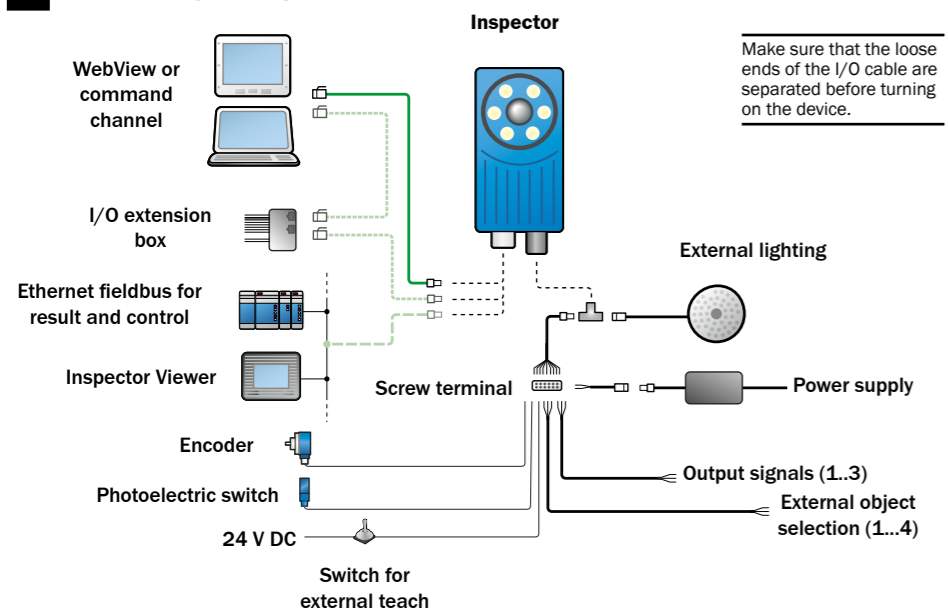 Inspector
Make sure that the loose
ends of the I/O cable are
separated before turning
on the device.
WebView or
command
channel
I/O extension
box
External lighting
Ethernet fieldbus for
result and control
Inspector Viewer
Screw terminal
Power supply
Encoder
Output signals (1..3)
Photoelectric switch
External object
selection (1...4)
24 V DC
Switch for
external teach